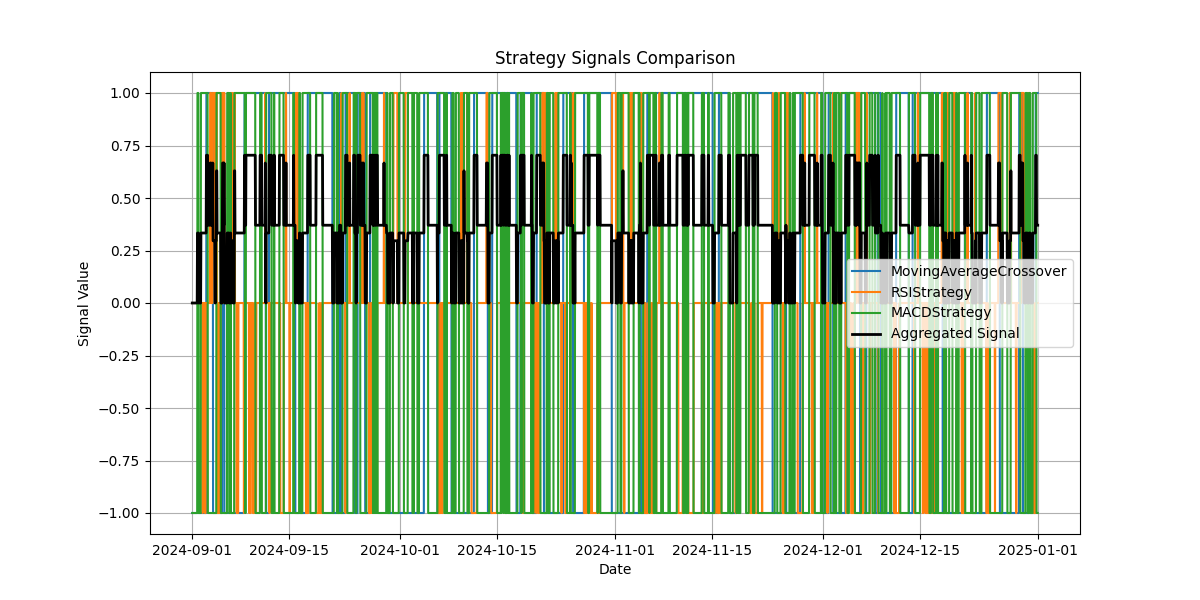 Strategy Signals Comparison
1.00
0.75
0.50
0.25
0.00
−0.25
−0.50
−0.75
−1.00
Signal Value
MovingAverageCrossover
RSIStrategy
MACDStrategy
Aggregated Signal
2024-09-01 2024-09-15 2024-10-01 2024-10-15 2024-11-01 2024-11-15 2024-12-01 2024-12-15 2025-01-01
Date